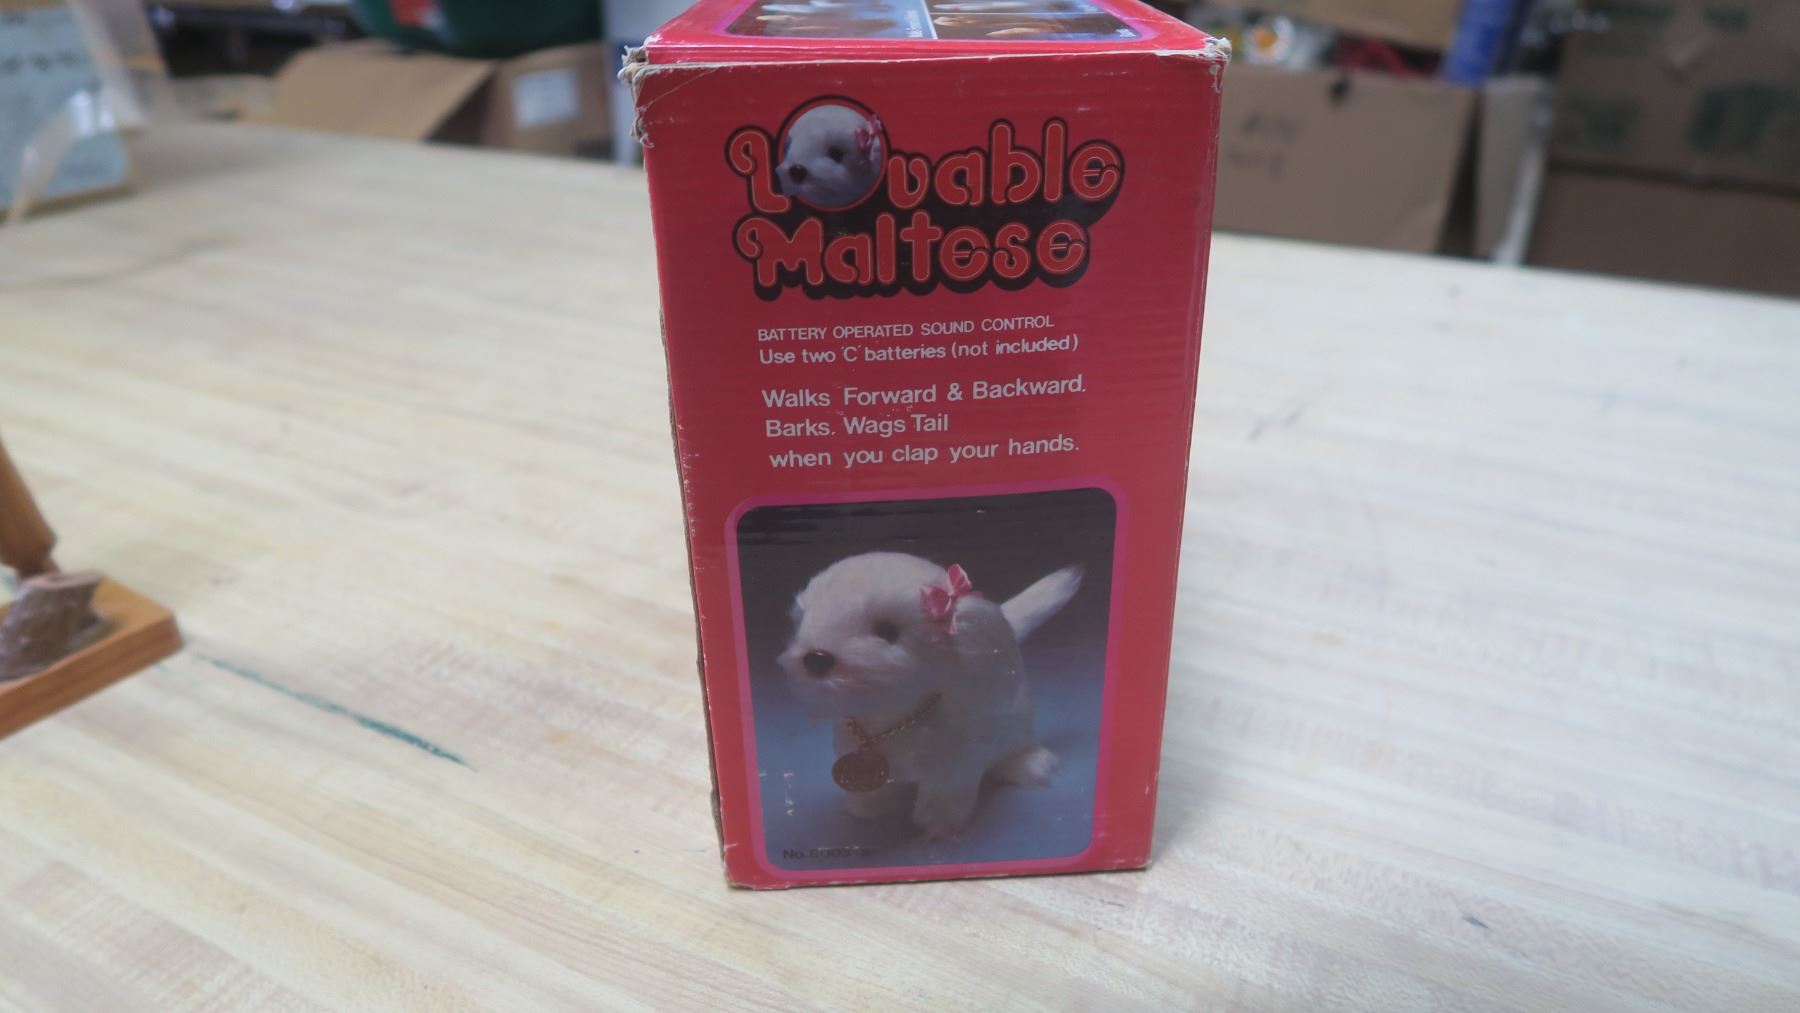 Lovable
Maltese
BATTERY OPERATED SOUND CONTROL
Use two 'C' batteries (not included)
Walks Forward & Backward.
Barks. Wags Tail
when you clap your hands.
No.